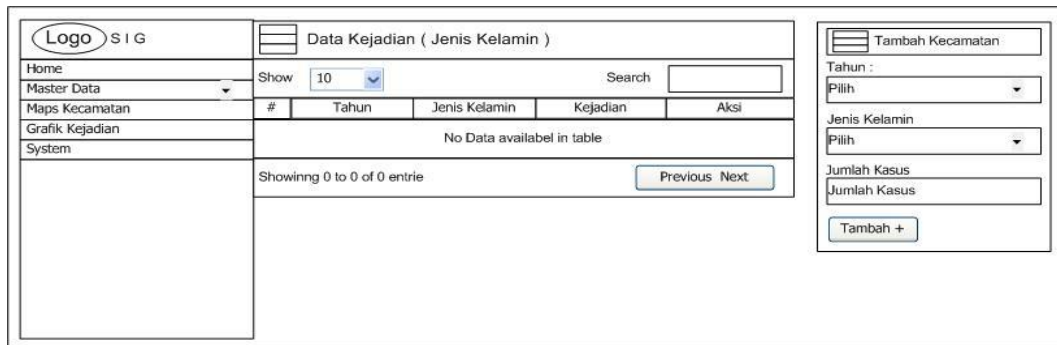 Logo SIG
Home
Master Data
Maps Kecamatan
Grafik Kejadian
System
Data Kejadian ( Jenis Kelamin )
Show 10 Search
# Tahun Jenis Kelamin Kejadian Aksi
No Data availabel in table
Showinng 0 to 0 of 0 entrie Previous Next
Tambah Kecamatan
Tahun :
Pilih
Jenis Kelamin
Pilih
Jumlah Kasus
Jumlah Kasus
Tambah +